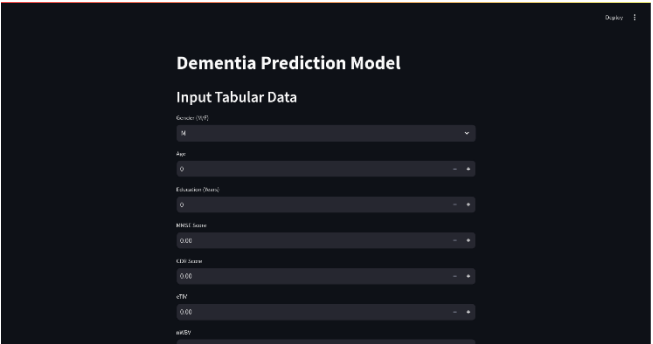 Deploy
Dementia Prediction Model
Input Tabular Data
Gender (M/F)
M
Age
0
Education (Years)
0
MMSE Score
0.00
CDR Score
0.00
eTIV
0.00
nWBV